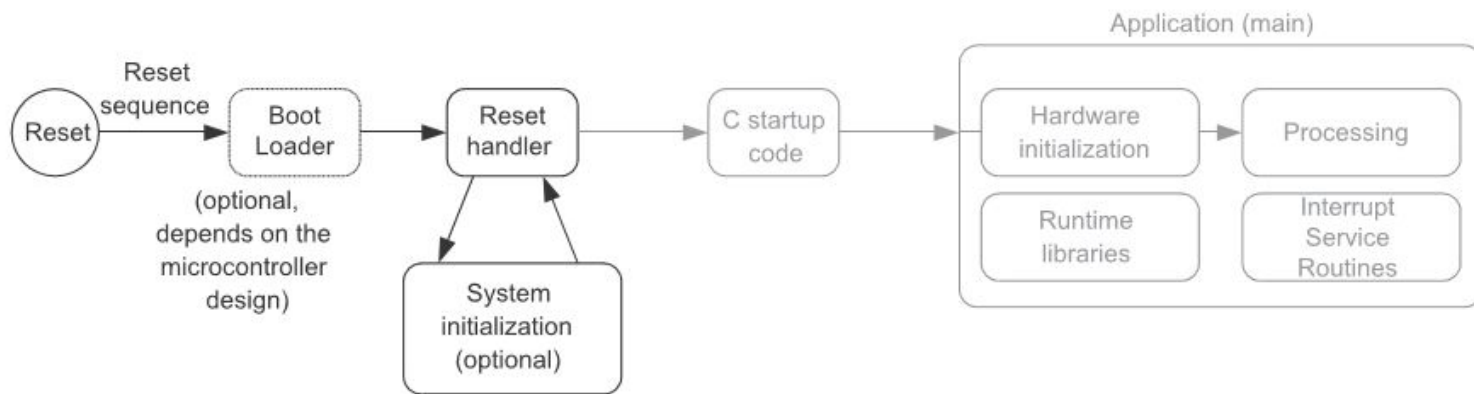 Application (main)
Reset
sequence
Reset
Boot
Loader
Reset
handler
C startup
code
Hardware
initialization
Processing
(optional,
depends on the
microcontroller
design)
Runtime
libraries
Interrupt
Service
Routines
System
initialization
(optional)